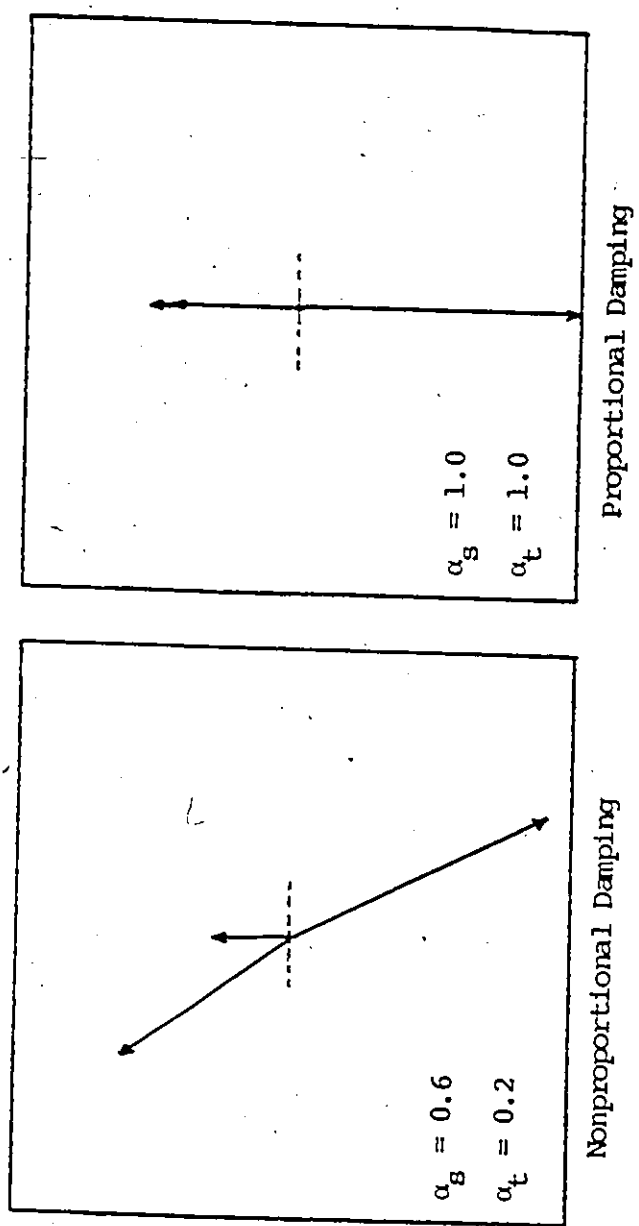 α_s = 0.6
α_t = 0.2
Nonproportional Damping
α_s = 1.0
α_t = 1.0
Proportional Damping